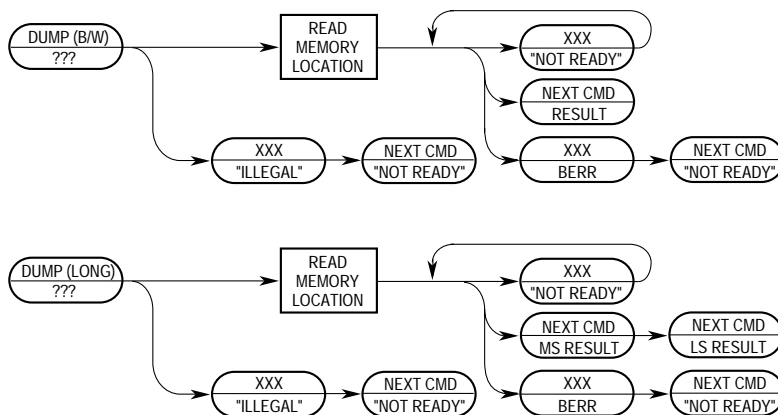 DUMP (B/W)
???
READ
MEMORY
LOCATION
XXX
"NOT READY"
NEXT CMD
RESULT
XXX
"ILLEGAL"
NEXT CMD
"NOT READY"
XXX
BERR
NEXT CMD
"NOT READY"
DUMP (LONG)
???
READ
MEMORY
LOCATION
XXX
"NOT READY"
NEXT CMD
MS RESULT
NEXT CMD
LS RESULT
XXX
"ILLEGAL"
NEXT CMD
"NOT READY"
XXX
BERR
NEXT CMD
"NOT READY"